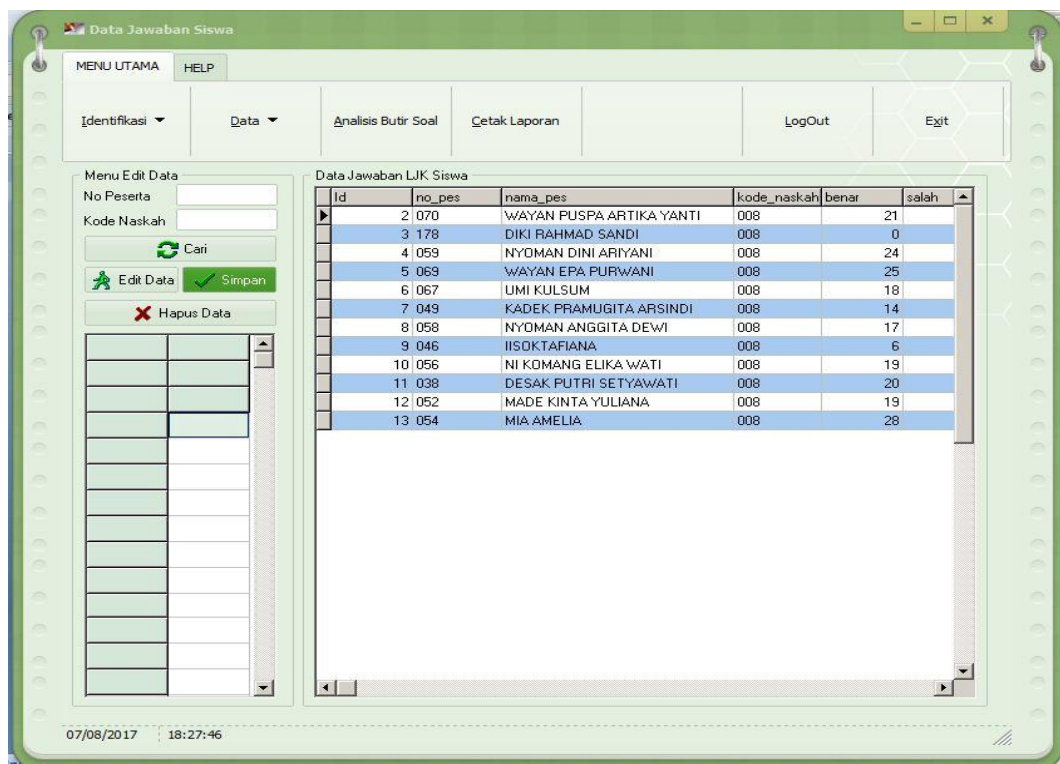 Data Jawaban Siswa
MENU UTAMA HELP
Identifikasi Data Analisis Butir Soal Cetak Laporan LogOut Exit
Menu Edit Data
No Peserta
Kode Naskah
Cari
Edit Data Simpan
Hapus Data
Data Jawaban LJK Siswa
Id no_pes nama_pes kode_naskah benar salah
2 070 WAYAN PUSPA ARTIKA YANTI 008 21
3 178 DIKI RAHMAD SANDI 008 0
4 059 NYOMAN DINI ARIYANI 008 24
5 069 WAYAN EPA PURWANI 008 25
6 067 UMI KULSUM 008 18
7 049 KADEK PRAMUGITA ARSINDI 008 14
8 058 NYOMAN ANGGITA DEWI 008 17
9 046 IISOKTAFIANA 008 6
10 056 NI KOMANG ELIKA WATI 008 19
11 038 DESAK PUTRI SETYAWATI 008 20
12 052 MADE KINTA YULIANA 008 19
13 054 MIA AMELIA 008 28
07/08/2017 18:27:46